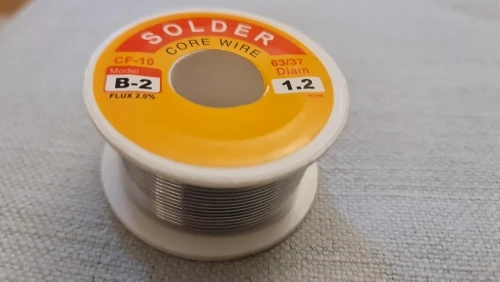 SOLDER
CORE WIRE
CF-10
63/37
Model
Diam
B-2
1.2
FLUX 2.0%
m/m